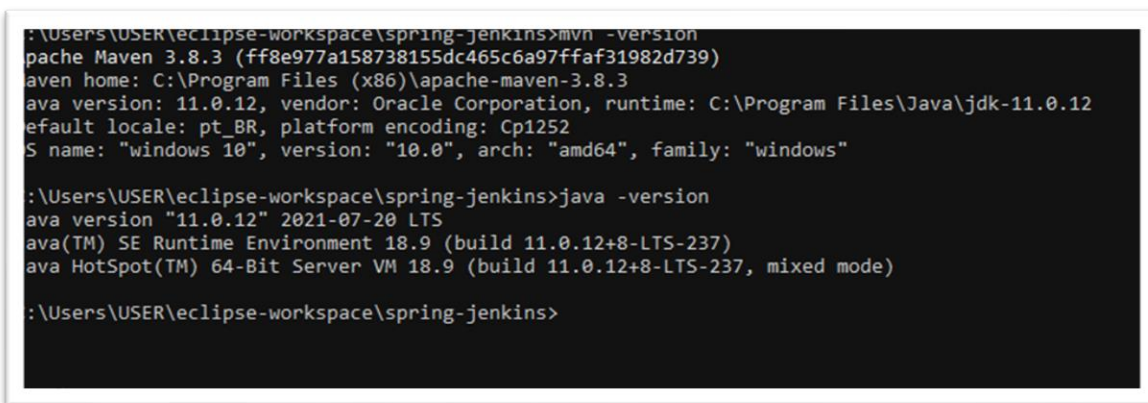 :\Users\USER\eclipse-workspace\spring-jenkins>mvn -version
pache Maven 3.8.3 (ff8e977a158738155dc465c6a97ffaf31982d739)
aven home: C:\Program Files (x86)\apache-maven-3.8.3
ava version: 11.0.12, vendor: Oracle Corporation, runtime: C:\Program Files\Java\jdk-11.0.12
efault locale: pt_BR, platform encoding: Cp1252
S name: "windows 10", version: "10.0", arch: "amd64", family: "windows"
:\Users\USER\eclipse-workspace\spring-jenkins>java -version
ava version "11.0.12" 2021-07-20 LTS
ava(TM) SE Runtime Environment 18.9 (build 11.0.12+8-LTS-237)
ava HotSpot(TM) 64-Bit Server VM 18.9 (build 11.0.12+8-LTS-237, mixed mode)
:\Users\USER\eclipse-workspace\spring-jenkins>